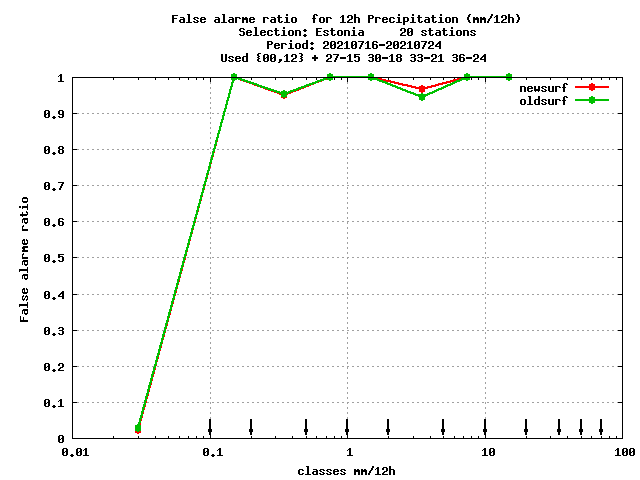 False alarme ratio  for 12h Precipitation (mm/12h)
Selection: Estonia     20 stations
Period: 20210716-20210724
Used {00,12} + 27-15 30-18 33-21 36-24
newsurf
oldsurf
1
0.9
0.8
0.7
0.6
0.5
0.4
0.3
0.2
0.1
0
False alarme ratio
0.01 0.1 1 10 100
classes mm/12h